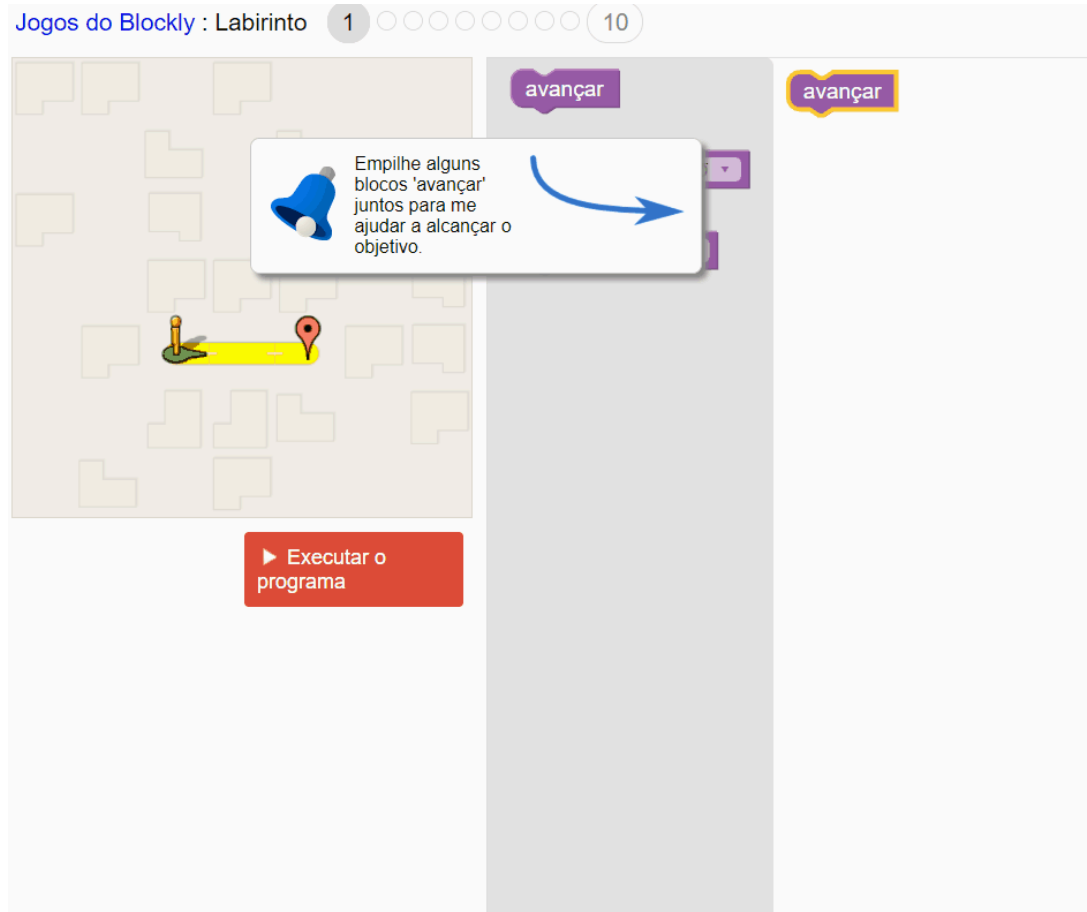 Jogos do Blockly : Labirinto 1 10
avançar
avançar
Empilhe alguns
blocos 'avançar'
juntos para me
ajudar a alcançar o
objetivo.
Executar o
programa